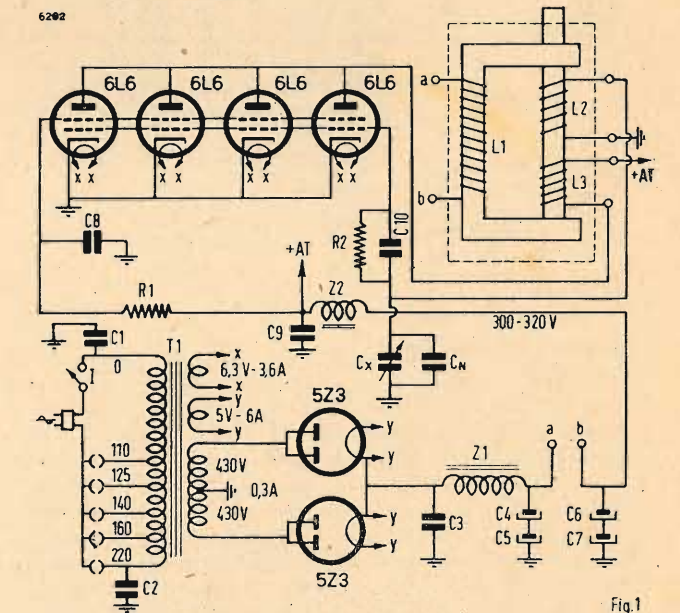 6202
6L6 6L6 6L6 6L6
x x x x x x x x
a
b
L1
L2
L3
+AT
C8
R2
C10
+AT
R1
Z2
C9
300-320 V
C1
I
0
T1
x
6,3V-3,6A
x
y
5V-6A
y
Cx
CN
5Z3
y
y
430V
0,3A
430V
110
125
140
160
220
C2
5Z3
y
y
Z1
a b
C3
C4
C5
C6
C7
Fig.1